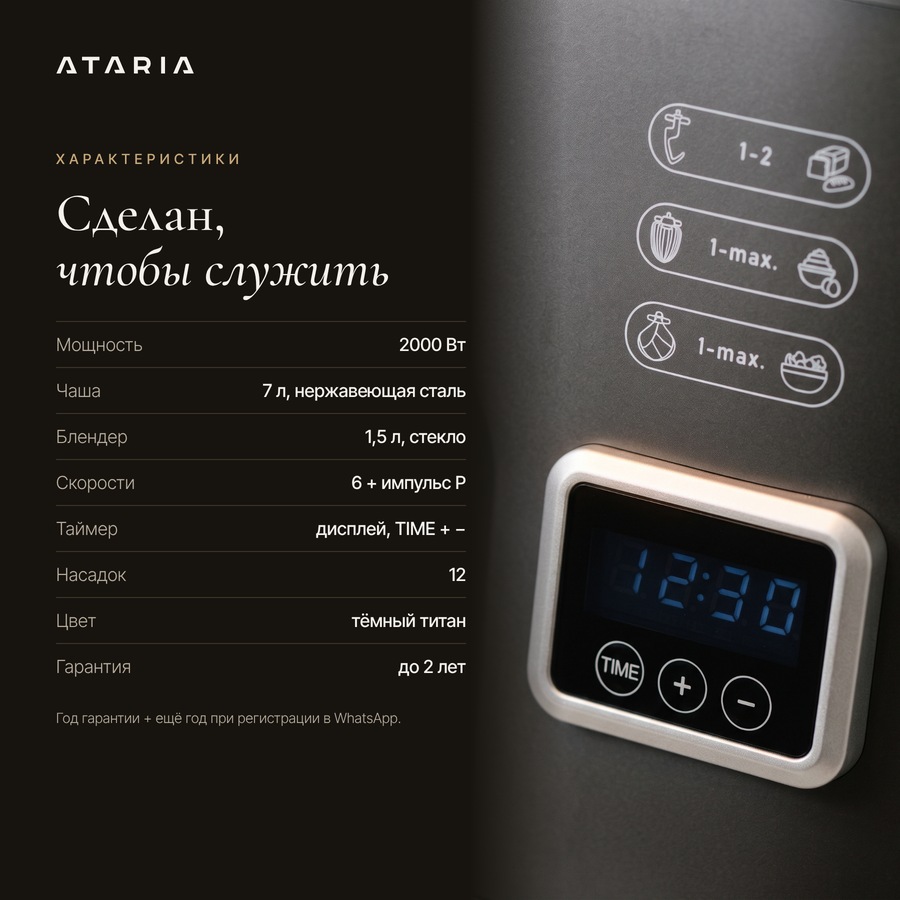 ATARIA
ХАРАКТЕРИСТИКИ
Сделан,
чтобы служить
Мощность 2000 Вт
Чаша 7 л, нержавеющая сталь
Блендер 1,5 л, стекло
Скорости 6 + импульс P
Таймер дисплей, TIME + −
Насадок 12
Цвет тёмный титан
Гарантия до 2 лет
Год гарантии + ещё год при регистрации в WhatsApp.
1-2
1-max.
1-max.
12:30
TIME + −